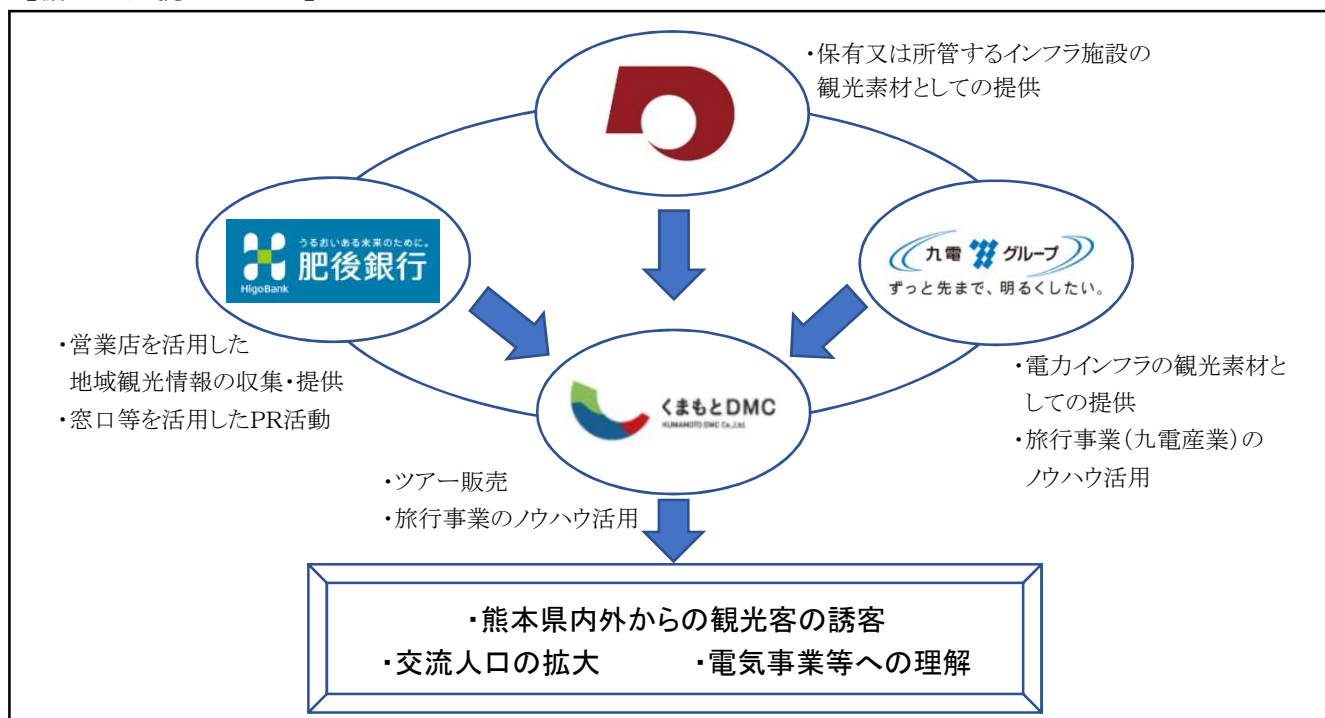 ・保有又は所管するインフラ施設の
観光素材としての提供
うるおいある未来のために。
肥後銀行
HigoBank
九電 グループ
ずっと先まで、明るくしたい。
・営業店を活用した
地域観光情報の収集・提供
・窓口等を活用したPR活動
くまもとDMC
KUMAMOTO DMC Co.,Ltd.
・電力インフラの観光素材と
しての提供
・旅行事業(九電産業)の
ノウハウ活用
・ツアー販売
・旅行事業のノウハウ活用
・熊本県内外からの観光客の誘客
・交流人口の拡大 ・電気事業等への理解